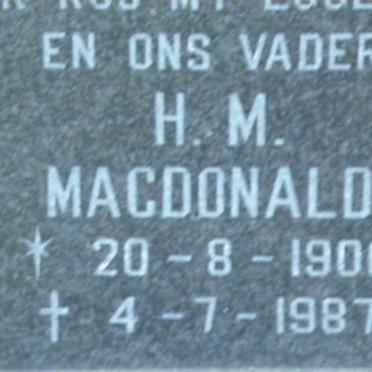 EN ONS VADER
H. M.
MACDONALD
* 20 - 8 - 190
† 4 - 7 - 1987